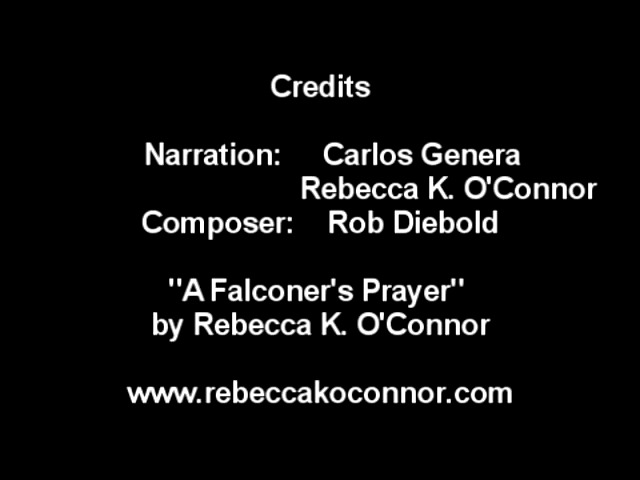 Credits
Narration: Carlos Genera
Rebecca K. O'Connor
Composer: Rob Diebold
"A Falconer's Prayer"
by Rebecca K. O'Connor
www.rebeccakoconnor.com